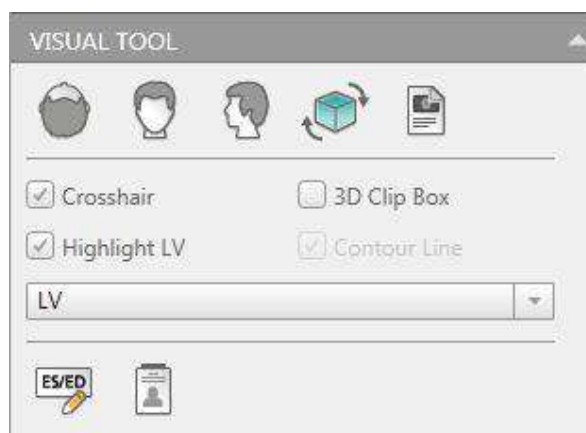 VISUAL TOOL
Crosshair
3D Clip Box
Highlight LV
Contour Line
LV
ES/ED